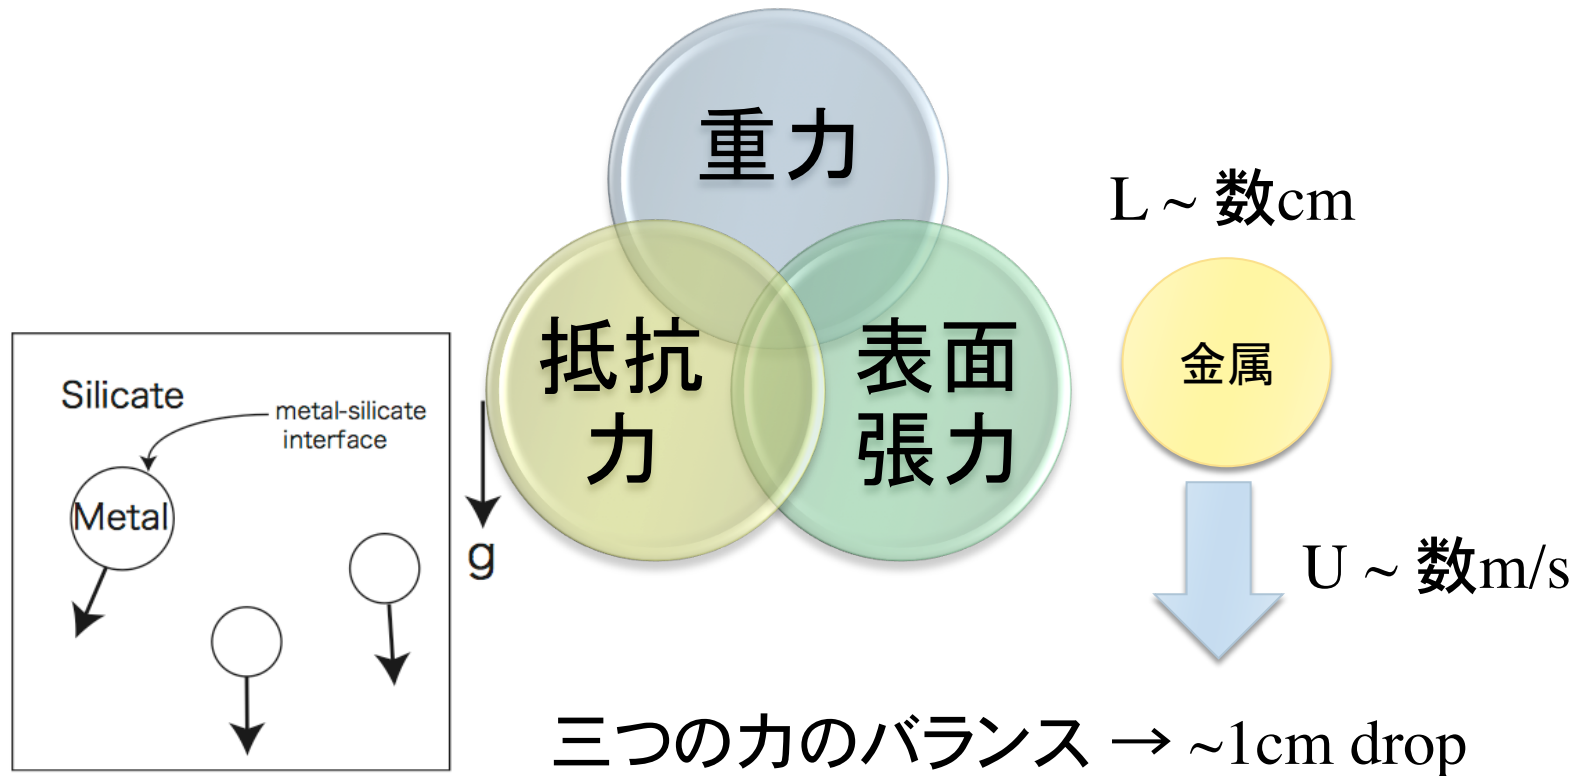 重力
抵抗
力
表面
張力
L ~ 数cm
金属
U ~ 数m/s
Silicate
metal-silicate
interface
Metal
g
三つの力のバランス → ~1cm drop